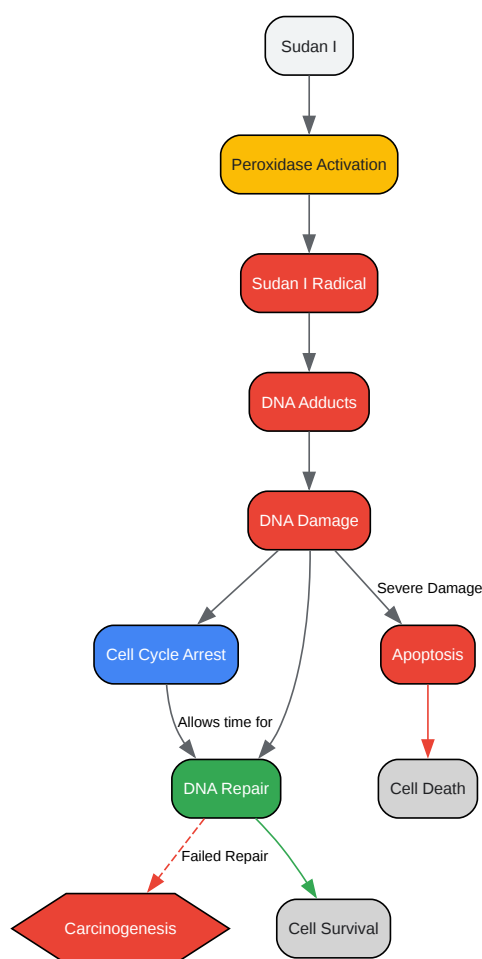 Sudan I
Peroxidase Activation
Sudan I Radical
DNA Adducts
DNA Damage
Severe Damage
Cell Cycle Arrest
Apoptosis
Allows time for
DNA Repair
Cell Death
Failed Repair
Carcinogenesis
Cell Survival